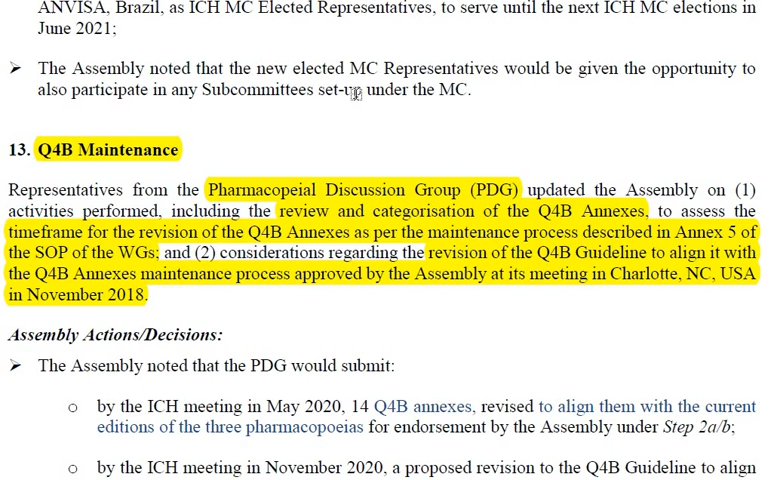 ANVISA, Brazil, as ICH MC Elected Representatives, to serve until the next ICH MC elections in
June 2021;
➢ The Assembly noted that the new elected MC Representatives would be given the opportunity to
also participate in any Subcommittees set-up under the MC.
13. Q4B Maintenance
Representatives from the Pharmacopeial Discussion Group (PDG) updated the Assembly on (1)
activities performed, including the review and categorisation of the Q4B Annexes, to assess the
timeframe for the revision of the Q4B Annexes as per the maintenance process described in Annex 5 of
the SOP of the WGs; and (2) considerations regarding the revision of the Q4B Guideline to align it with
the Q4B Annexes maintenance process approved by the Assembly at its meeting in Charlotte, NC, USA
in November 2018.
Assembly Actions/Decisions:
➢ The Assembly noted that the PDG would submit:
o by the ICH meeting in May 2020, 14 Q4B annexes, revised to align them with the current
editions of the three pharmacopoeias for endorsement by the Assembly under Step 2a/b;
o by the ICH meeting in November 2020, a proposed revision to the Q4B Guideline to align